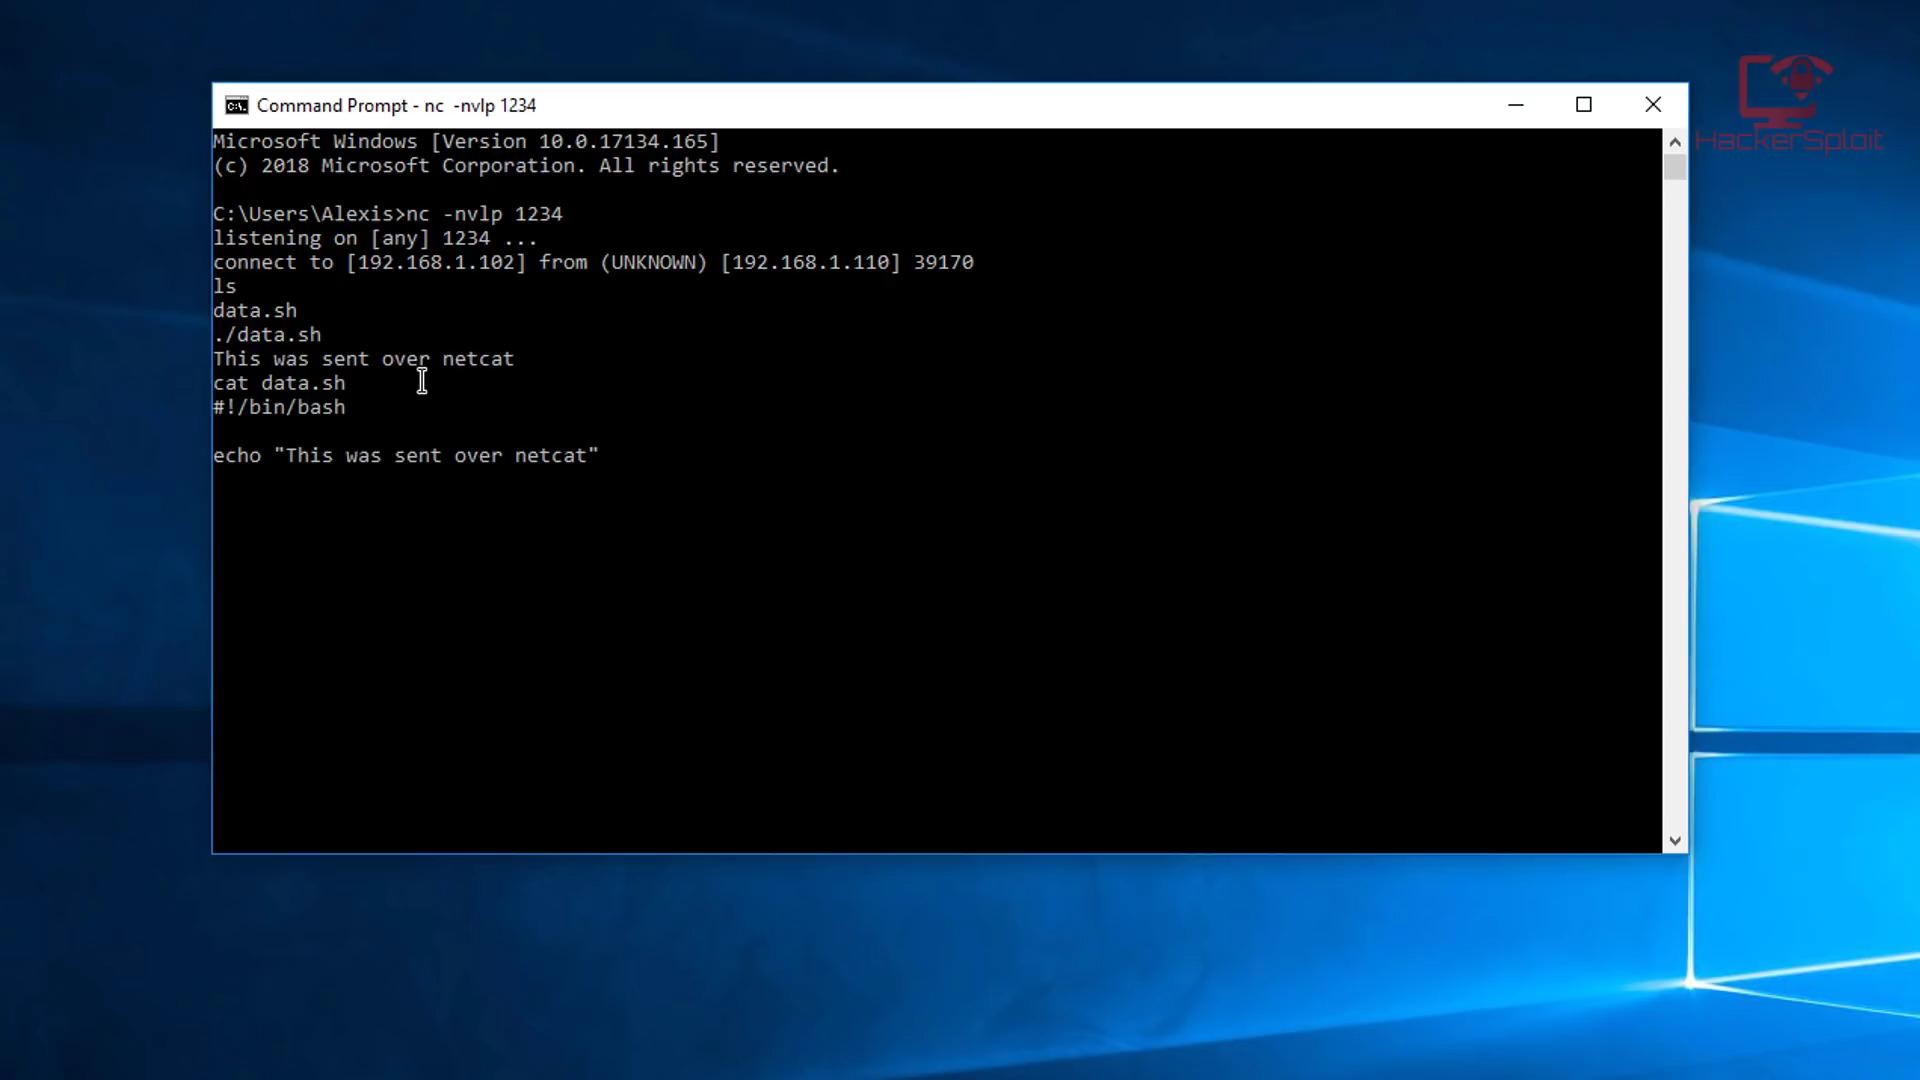 Command Prompt - nc  -nvlp 1234
HackerSploit
Microsoft Windows [Version 10.0.17134.165]
(c) 2018 Microsoft Corporation. All rights reserved.
C:\Users\Alexis>nc -nvlp 1234
listening on [any] 1234 ...
connect to [192.168.1.102] from (UNKNOWN) [192.168.1.110] 39170
ls
data.sh
./data.sh
This was sent over netcat
cat data.sh
#!/bin/bash
echo "This was sent over netcat"